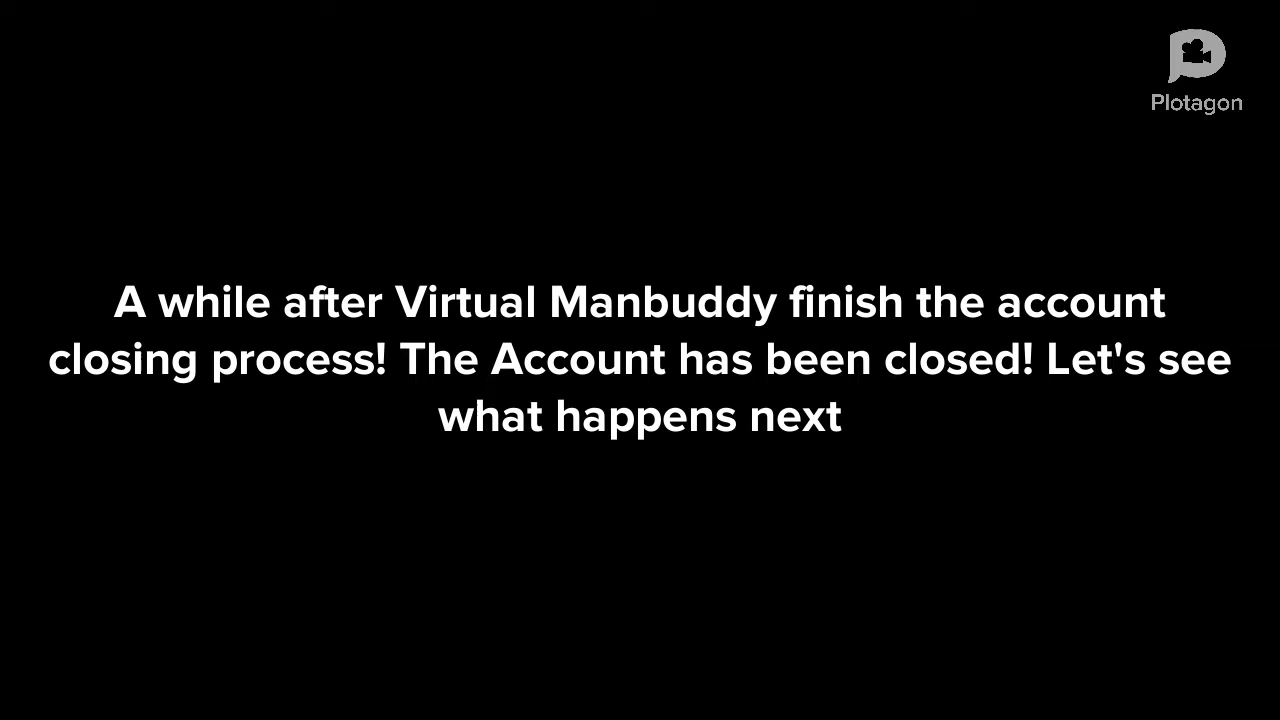 Plotagon
A while after Virtual Manbuddy finish the account
closing process! The Account has been closed! Let's see
what happens next